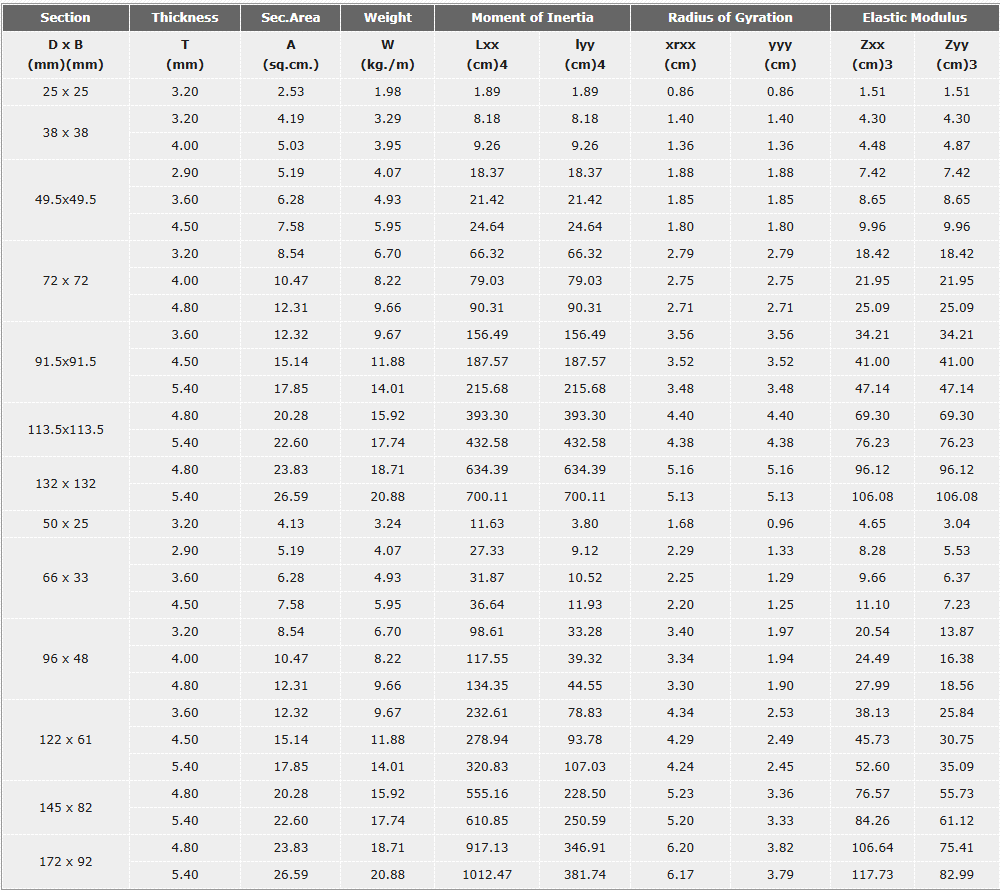 Section Thickness Sec.Area Weight Moment of Inertia Radius of Gyration Elastic Modulus
D x B T A W Lxx lyy xrxx yyy Zxx Zyy
(mm)(mm) (mm) (sq.cm.) (kg./m) (cm)4 (cm)4 (cm) (cm) (cm)3 (cm)3
25 x 25 3.20 2.53 1.98 1.89 1.89 0.86 0.86 1.51 1.51
38 x 38 3.20 4.19 3.29 8.18 8.18 1.40 1.40 4.30 4.30
4.00 5.03 3.95 9.26 9.26 1.36 1.36 4.48 4.87
49.5x49.5 2.90 5.19 4.07 18.37 18.37 1.88 1.88 7.42 7.42
3.60 6.28 4.93 21.42 21.42 1.85 1.85 8.65 8.65
4.50 7.58 5.95 24.64 24.64 1.80 1.80 9.96 9.96
72 x 72 3.20 8.54 6.70 66.32 66.32 2.79 2.79 18.42 18.42
4.00 10.47 8.22 79.03 79.03 2.75 2.75 21.95 21.95
4.80 12.31 9.66 90.31 90.31 2.71 2.71 25.09 25.09
91.5x91.5 3.60 12.32 9.67 156.49 156.49 3.56 3.56 34.21 34.21
4.50 15.14 11.88 187.57 187.57 3.52 3.52 41.00 41.00
5.40 17.85 14.01 215.68 215.68 3.48 3.48 47.14 47.14
113.5x113.5 4.80 20.28 15.92 393.30 393.30 4.40 4.40 69.30 69.30
5.40 22.60 17.74 432.58 432.58 4.38 4.38 76.23 76.23
132 x 132 4.80 23.83 18.71 634.39 634.39 5.16 5.16 96.12 96.12
5.40 26.59 20.88 700.11 700.11 5.13 5.13 106.08 106.08
50 x 25 3.20 4.13 3.24 11.63 3.80 1.68 0.96 4.65 3.04
66 x 33 2.90 5.19 4.07 27.33 9.12 2.29 1.33 8.28 5.53
3.60 6.28 4.93 31.87 10.52 2.25 1.29 9.66 6.37
4.50 7.58 5.95 36.64 11.93 2.20 1.25 11.10 7.23
96 x 48 3.20 8.54 6.70 98.61 33.28 3.40 1.97 20.54 13.87
4.00 10.47 8.22 117.55 39.32 3.34 1.94 24.49 16.38
4.80 12.31 9.66 134.35 44.55 3.30 1.90 27.99 18.56
122 x 61 3.60 12.32 9.67 232.61 78.83 4.34 2.53 38.13 25.84
4.50 15.14 11.88 278.94 93.78 4.29 2.49 45.73 30.75
5.40 17.85 14.01 320.83 107.03 4.24 2.45 52.60 35.09
145 x 82 4.80 20.28 15.92 555.16 228.50 5.23 3.36 76.57 55.73
5.40 22.60 17.74 610.85 250.59 5.20 3.33 84.26 61.12
172 x 92 4.80 23.83 18.71 917.13 346.91 6.20 3.82 106.64 75.41
5.40 26.59 20.88 1012.47 381.74 6.17 3.79 117.73 82.99